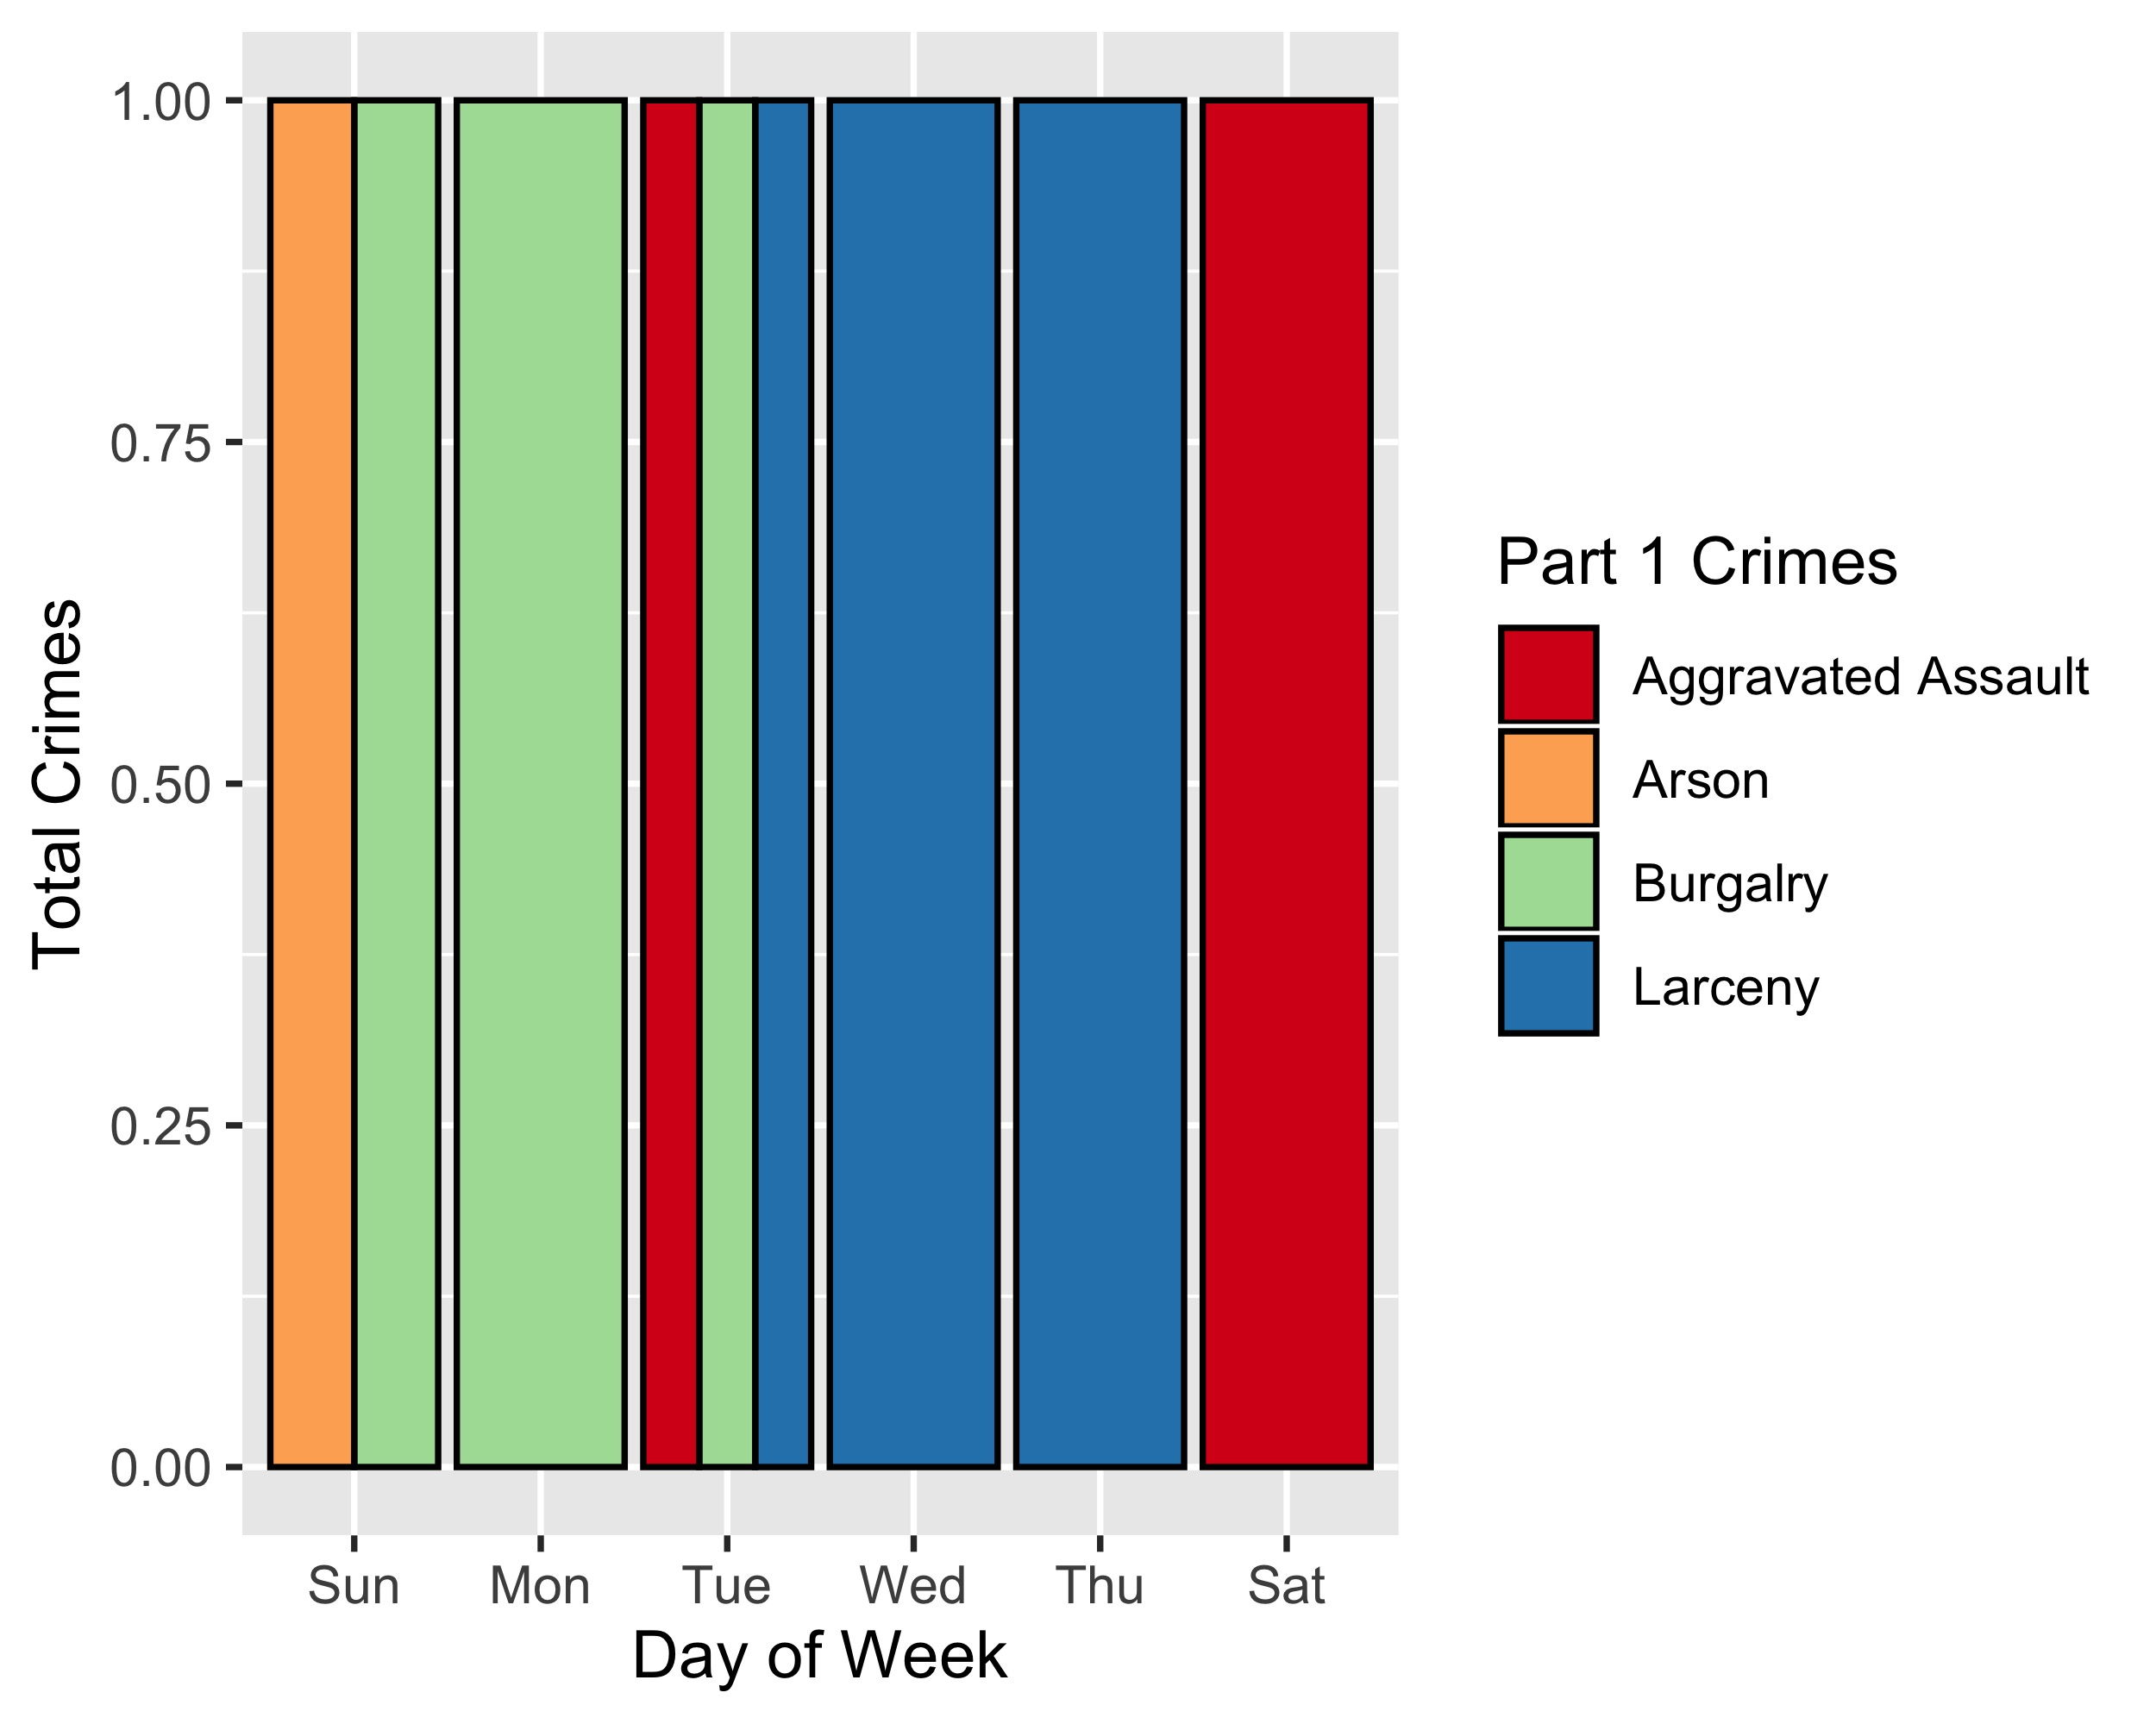 Total Crimes
1.00
0.75
0.50
0.25
0.00
Sun Mon Tue Wed Thu Sat
Day of Week
Part 1 Crimes
Aggravated Assault
Arson
Burgalry
Larceny